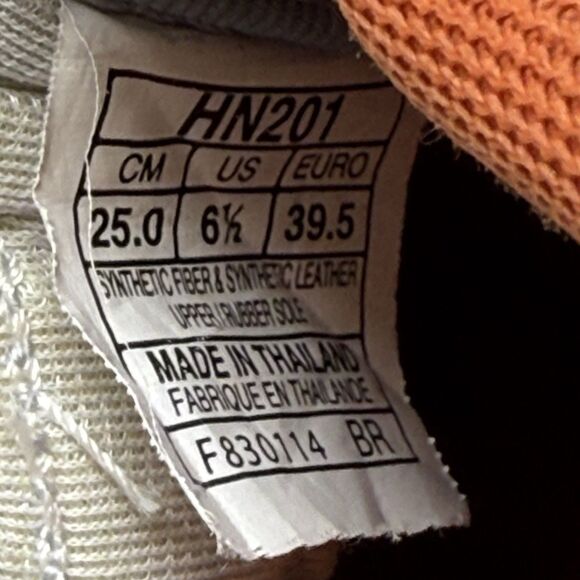 HN201
CM US EURO
25.0 6½ 39.5
SYNTHETIC FIBER & SYNTHETIC LEATHER
UPPER / RUBBER SOLE
MADE IN THAILAND
FABRIQUE EN THAILANDE
F830114 BR